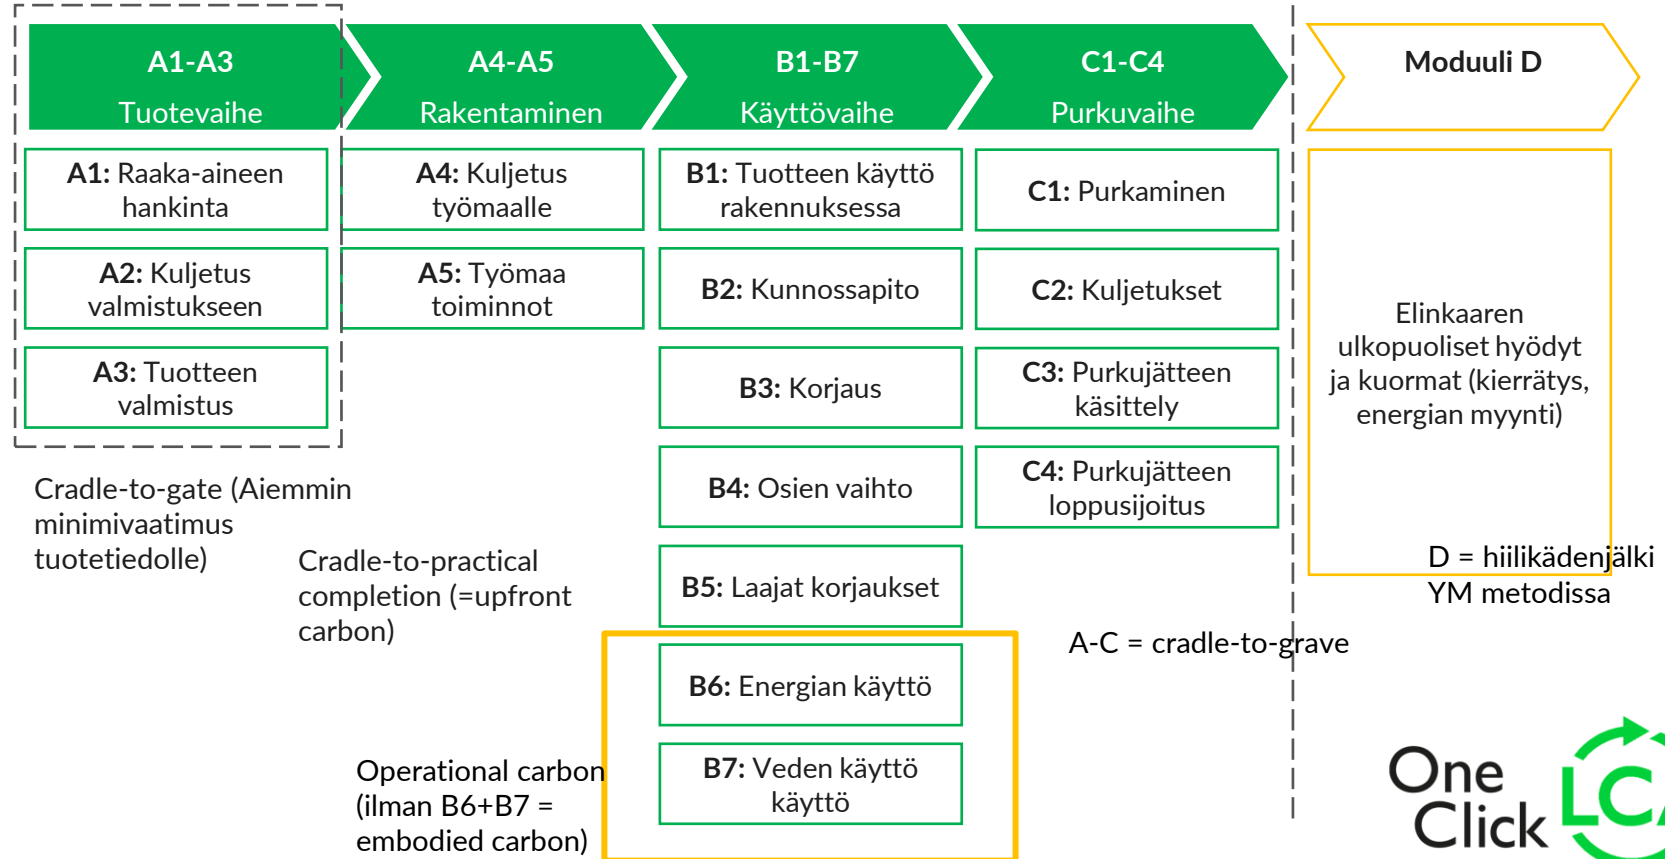 A1-A3
Tuotevaihe
A4-A5
Rakentaminen
B1-B7
Käyttövaihe
C1-C4
Purkuvaihe
Moduuli D
A1: Raaka-aineen
hankinta
A2: Kuljetus
valmistukseen
A3: Tuotteen
valmistus
Cradle-to-gate (Aiemmin
minimivaatimus
tuotetiedolle)
A4: Kuljetus
työmaalle
A5: Työmaa
toiminnot
Cradle-to-practical
completion (=upfront
carbon)
B1: Tuotteen käyttö
rakennuksessa
B2: Kunnossapito
B3: Korjaus
B4: Osien vaihto
B5: Laajat korjaukset
B6: Energian käyttö
B7: Veden käyttö
käyttö
Operational carbon
(ilman B6+B7 =
embodied carbon)
C1: Purkaminen
C2: Kuljetukset
C3: Purkujätteen
käsittely
C4: Purkujätteen
loppusijoitus
A-C = cradle-to-grave
Elinkaaren
ulkopuoliset hyödyt
ja kuormat (kierrätys,
energian myynti)
D = hiilikädenjälki
YM metodissa
One
Click
LCA